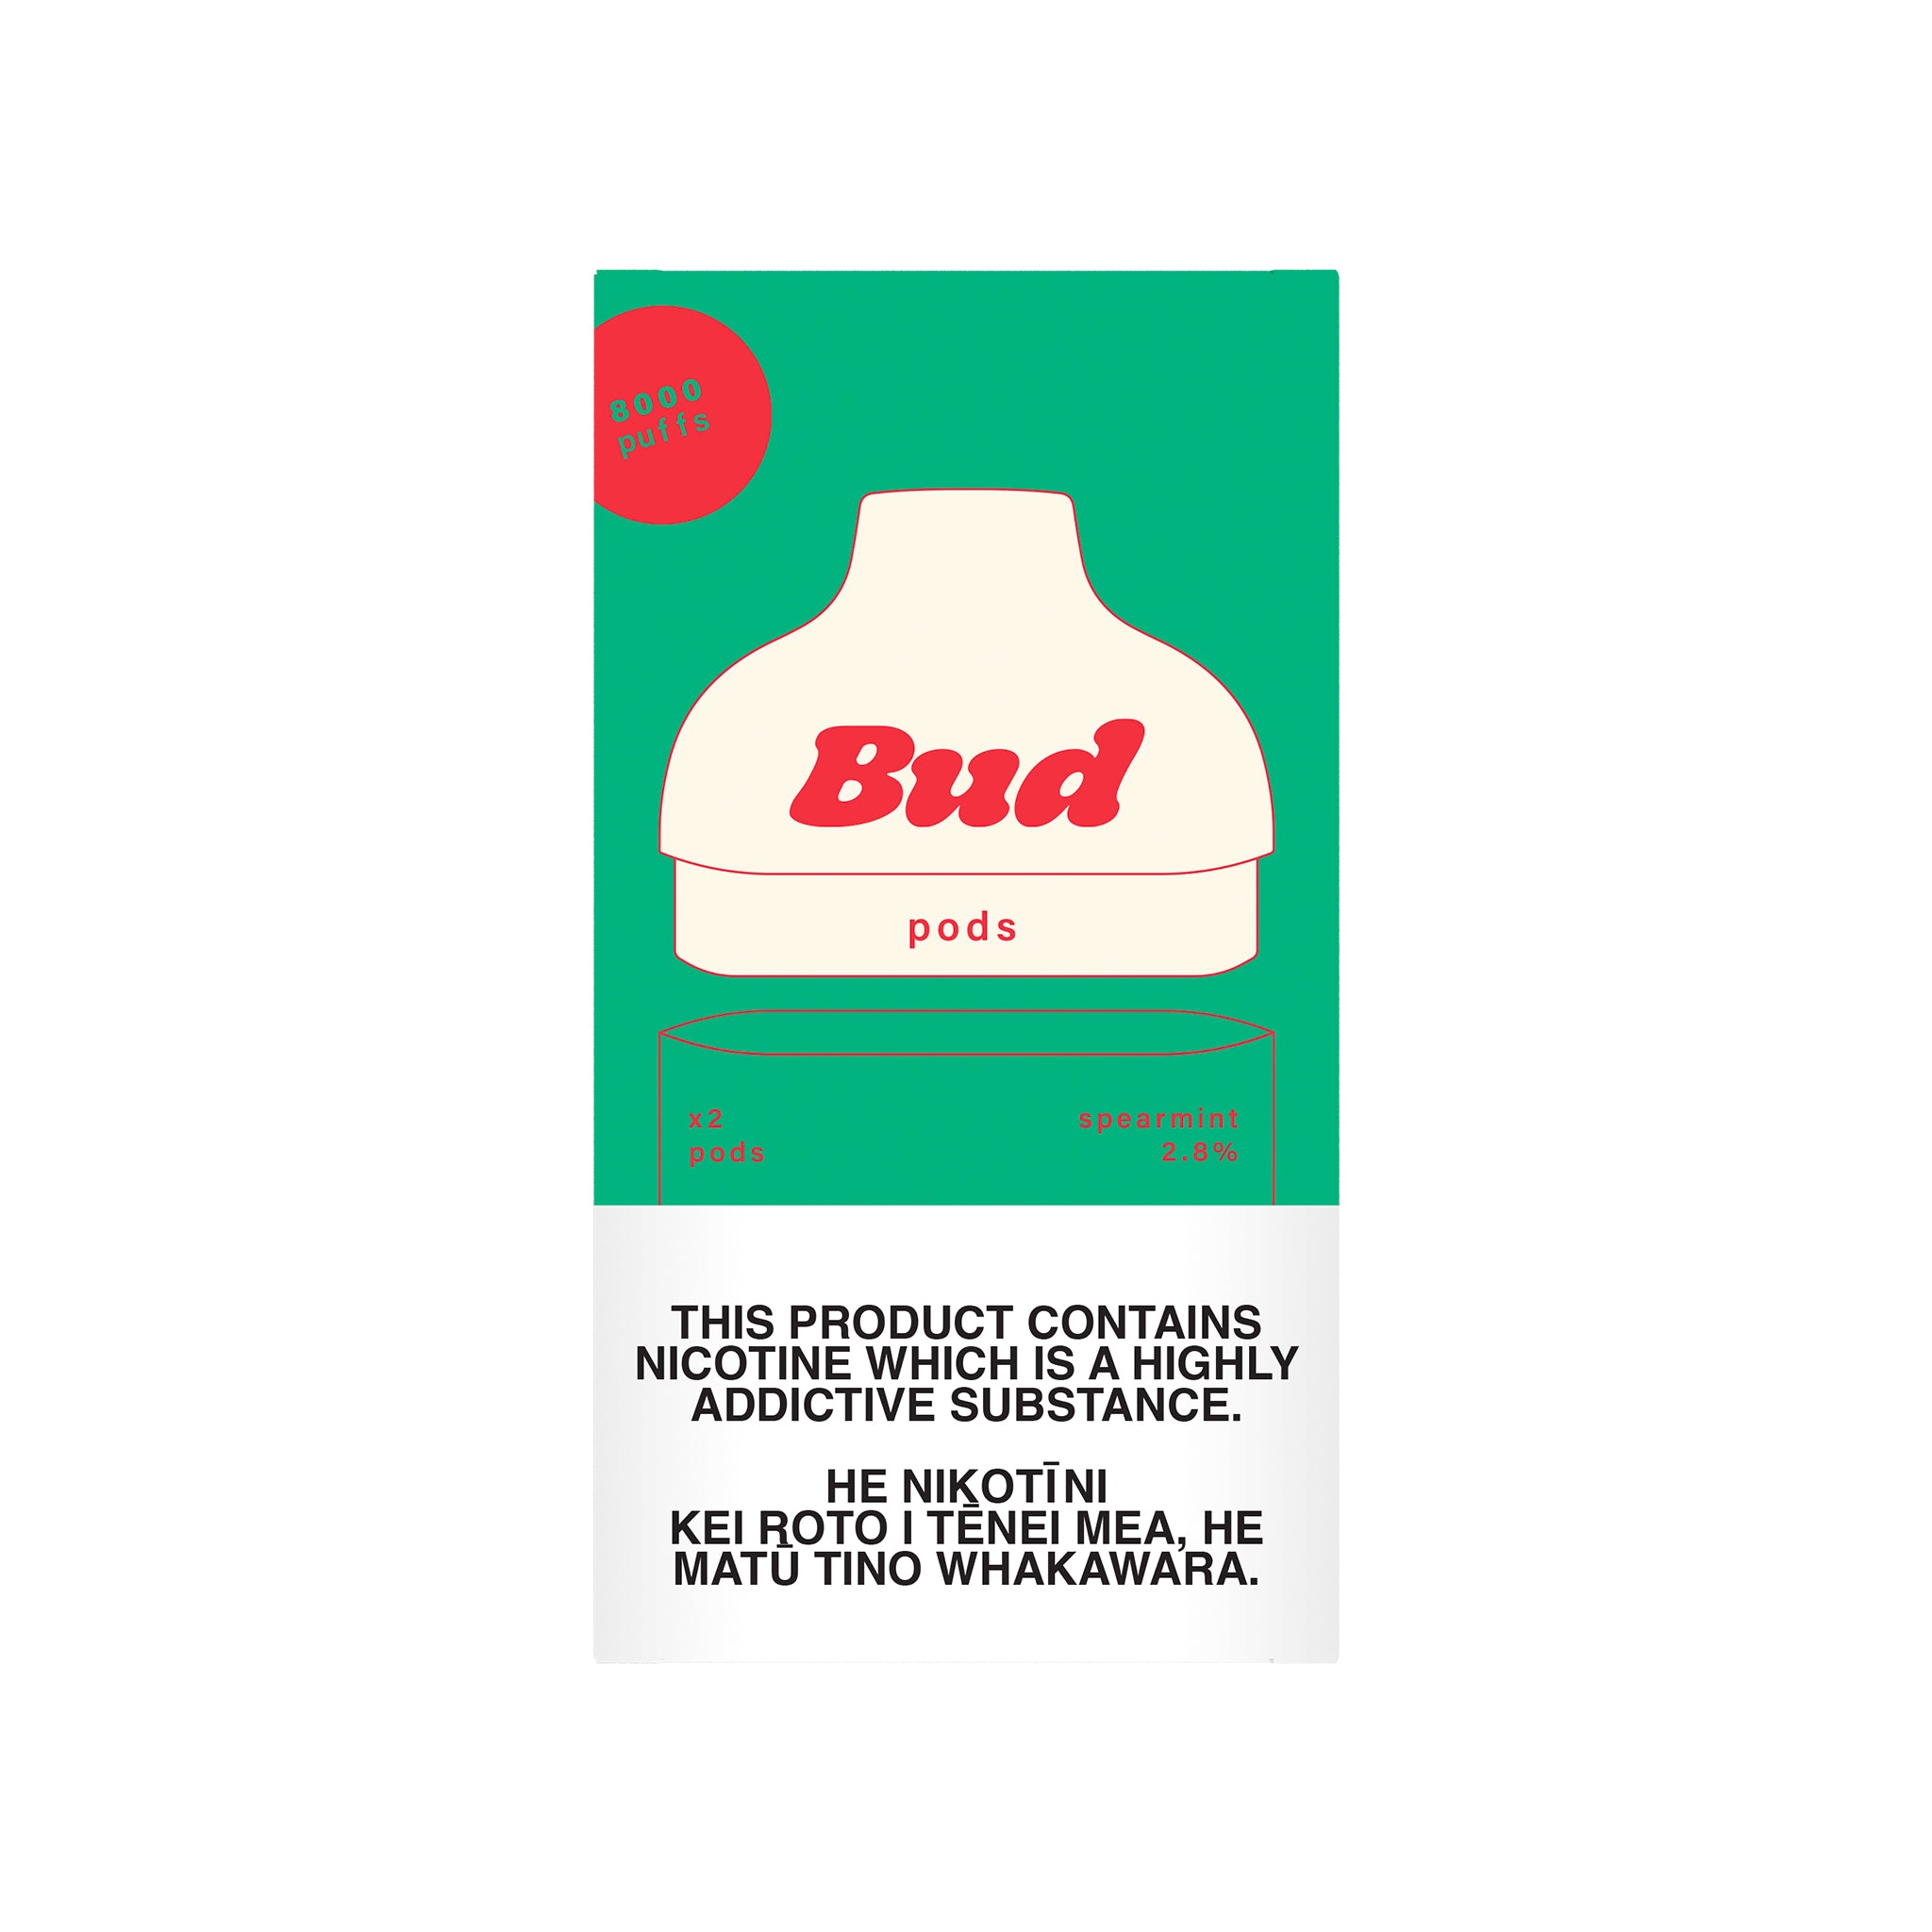 8000
puffs
Bud
pods
x2
pods
spearmint
2.8%
THIS PRODUCT CONTAINS
NICOTINE WHICH IS A HIGHLY
ADDICTIVE SUBSTANCE.
HE NIKOTĪNI
KEI ROTO I TĒNEI MEA, HE
MATŪ TINO WHAKAWARA.